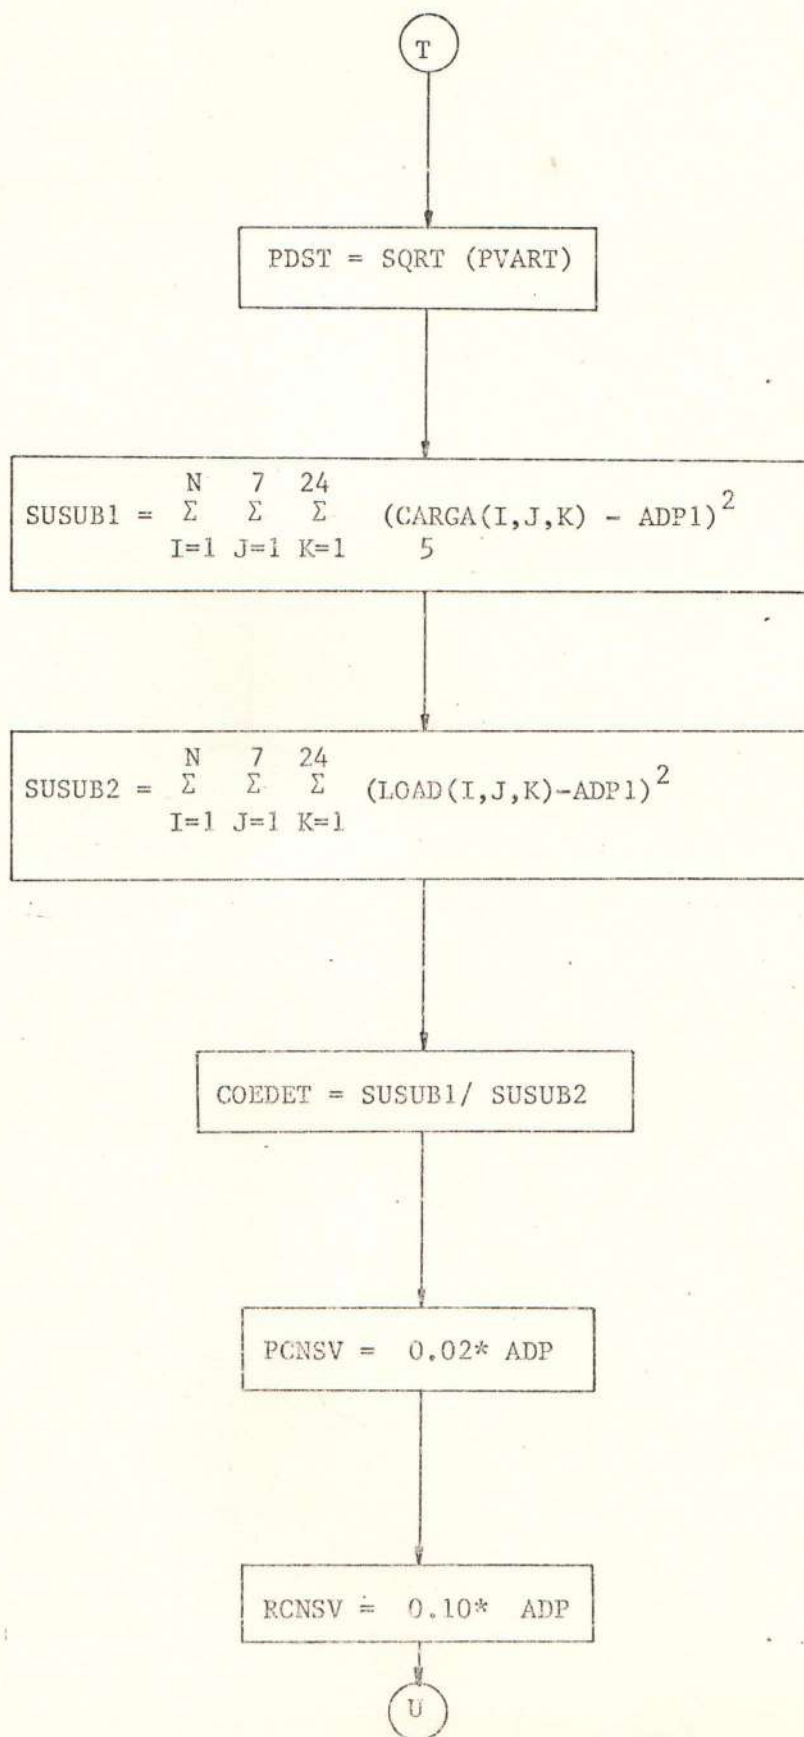 T
PDST = SQRT (PVART)
N 7 24
SUSUB1 = Σ Σ Σ (CARGA(I,J,K) - ADP1)²
I=1 J=1 K=1 5
N 7 24
SUSUB2 = Σ Σ Σ (LOAD(I,J,K)-ADP1)²
I=1 J=1 K=1
COEDET = SUSUB1/ SUSUB2
PCNSV = 0.02* ADP
RCNSV = 0.10* ADP
U